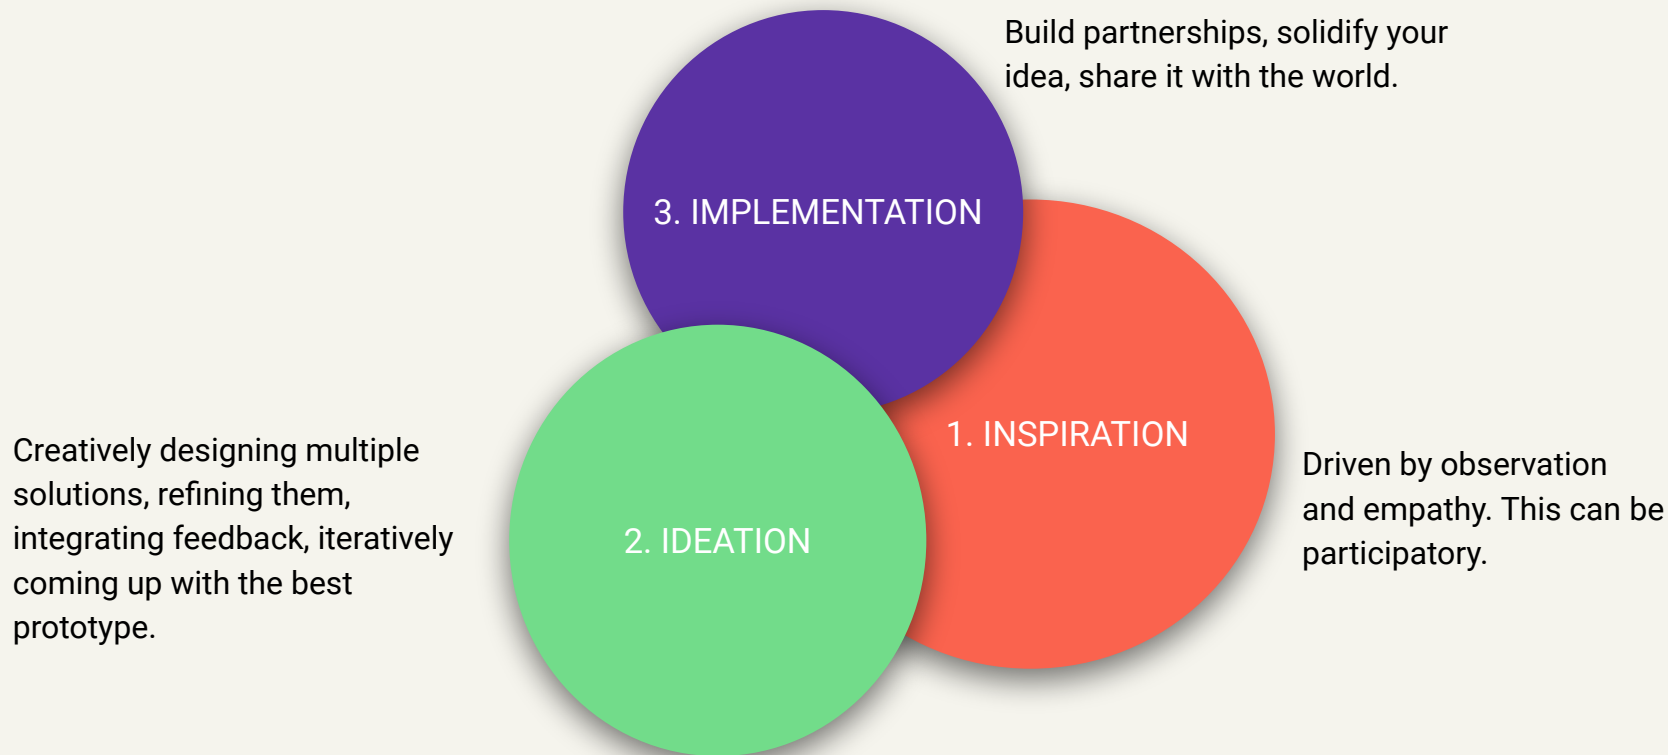 Build partnerships, solidify your
idea, share it with the world.
3. IMPLEMENTATION
1. INSPIRATION
Driven by observation
and empathy. This can be
participatory.
2. IDEATION
Creatively designing multiple
solutions, refining them,
integrating feedback, iteratively
coming up with the best
prototype.